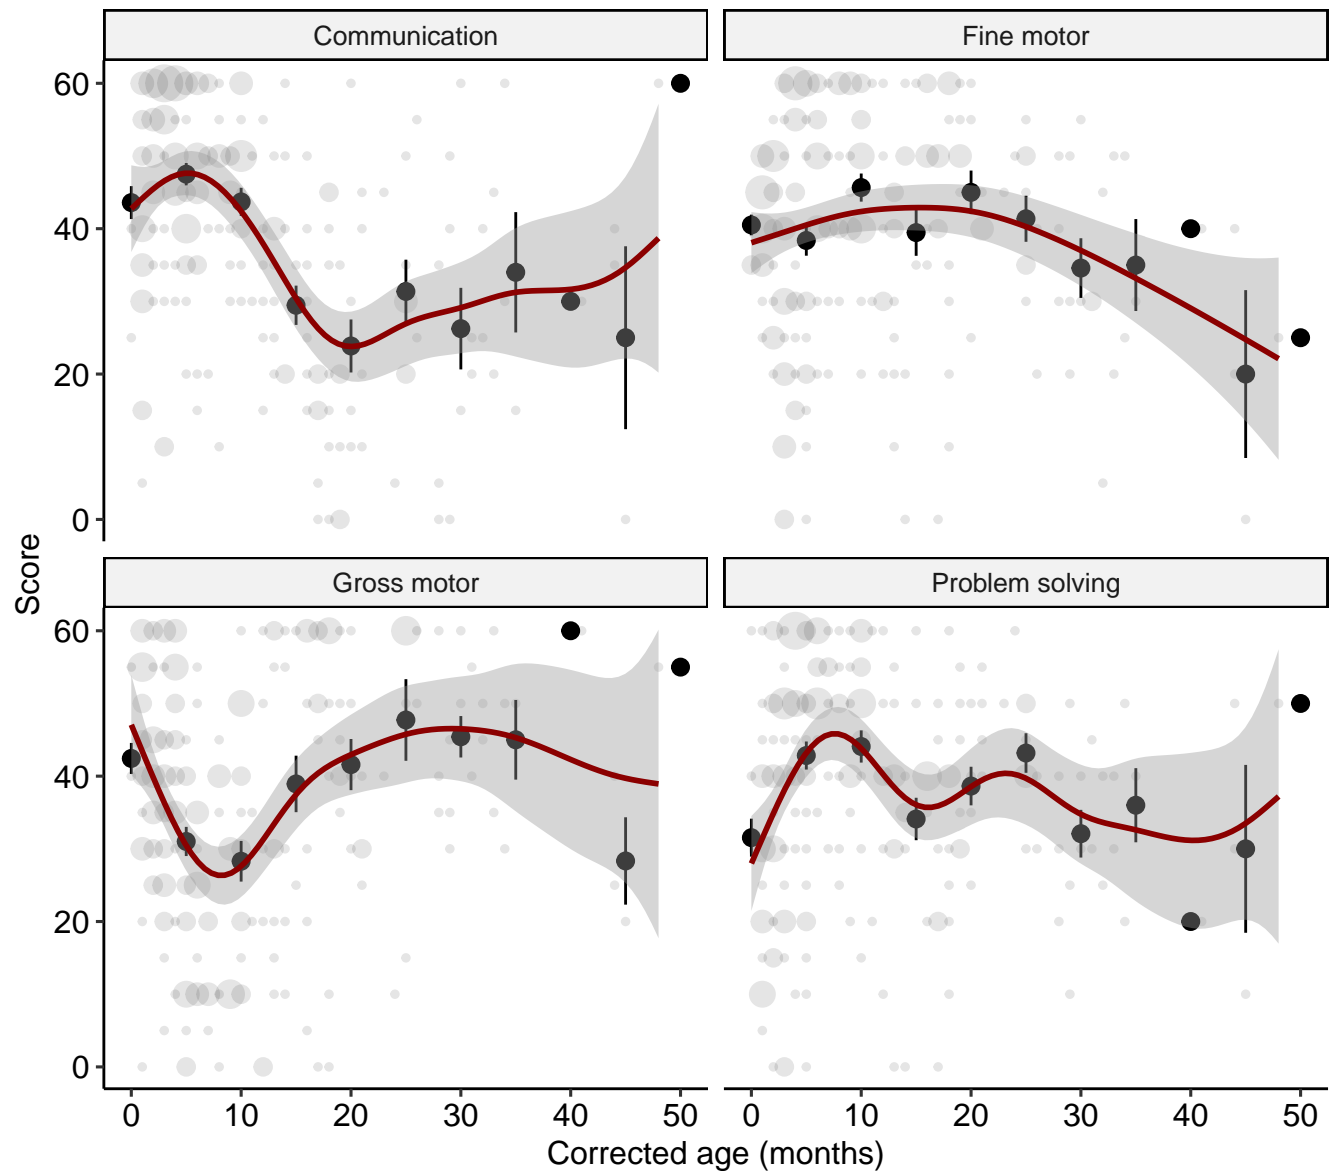 Communication
Fine motor
60
40
20
0
Score
Gross motor
Problem solving
60
40
20
0
0 10 20 30 40 50 0 10 20 30 40 50
Corrected age (months)